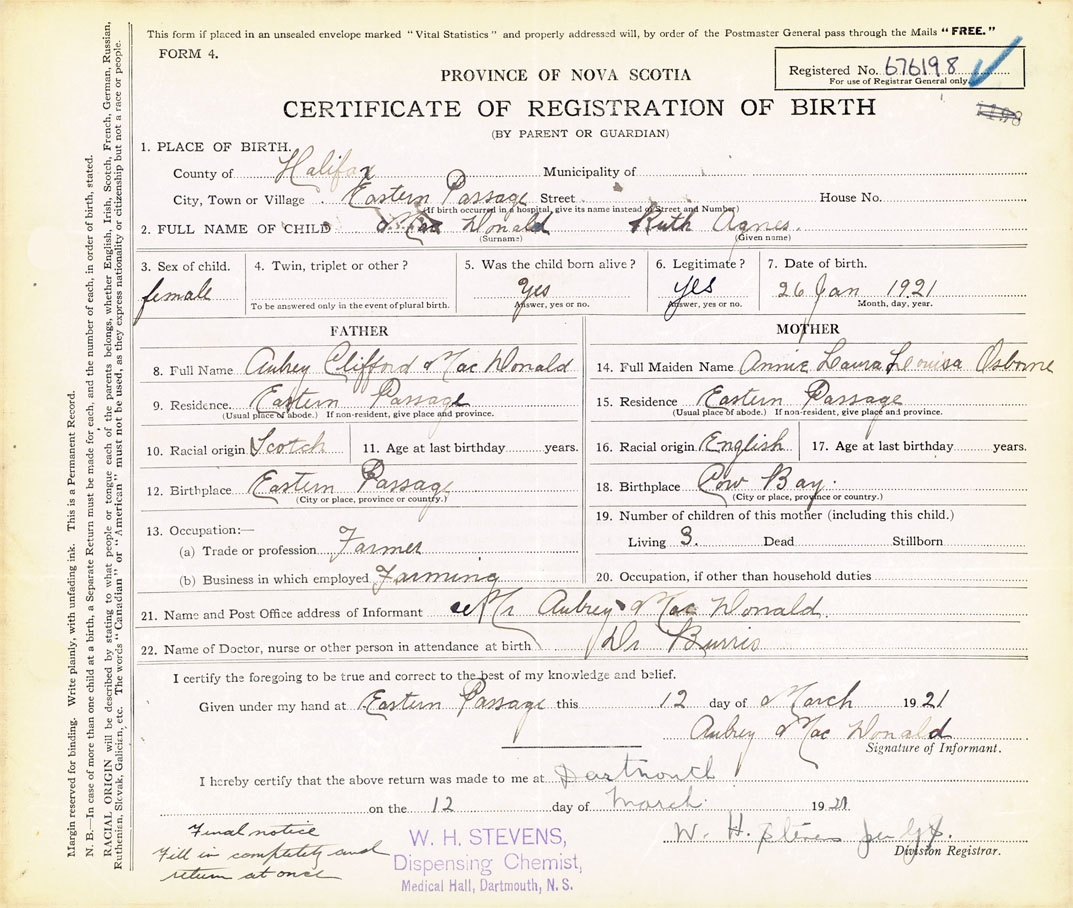 This form if placed in an unsealed envelope marked "Vital Statistics" and properly addressed will, by order of the Postmaster General pass through the Mails "FREE."
FORM 4.
Registered No. 676198
For use of Registrar General only.
PROVINCE OF NOVA SCOTIA
CERTIFICATE OF REGISTRATION OF BIRTH
(BY PARENT OR GUARDIAN)
1. PLACE OF BIRTH.
County of Halifax Municipality of
City, Town or Village Eastern Passage Street House No.
(If birth occurred in a hospital, give its name instead of Street and Number)
2. FULL NAME OF CHILD Mac Donald Ruth Agnes.
(Surname) (Given name)
3. Sex of child. 4. Twin, triplet or other? 5. Was the child born alive? 6. Legitimate? 7. Date of birth.
female Yes yes 26 Jan 1921
To be answered only in the event of plural birth. Answer, yes or no. Answer, yes or no. Month, day, year.
FATHER
8. Full Name Aubrey Clifford Mac Donald
9. Residence. Eastern Passage
(Usual place of abode.) If non-resident, give place and province.
10. Racial origin Scotch 11. Age at last birthday years.
12. Birthplace Eastern Passage
(City or place, province or country.)
13. Occupation:—
(a) Trade or profession Farmer
(b) Business in which employed Farming
MOTHER
14. Full Maiden Name Annie Laura Louisa Osborne
15. Residence Eastern Passage
(Usual place of abode.) If non-resident, give place and province.
16. Racial origin English 17. Age at last birthday years.
18. Birthplace Cow Bay.
(City or place, province or country.)
19. Number of children of this mother (including this child.)
Living 3. Dead Stillborn
20. Occupation, if other than household duties
21. Name and Post Office address of Informant Mr Aubrey Mac Donald.
22. Name of Doctor, nurse or other person in attendance at birth Dr Burris
I certify the foregoing to be true and correct to the best of my knowledge and belief.
Given under my hand at Eastern Passage this 12 day of March 1921
Aubrey Mac Donald
Signature of Informant.
I hereby certify that the above return was made to me at Dartmouth
on the 12 day of March 1921
W. H. Stevens
Division Registrar.
Final notice
Fill in completely and
return at once
W. H. STEVENS,
Dispensing Chemist,
Medical Hall, Dartmouth, N. S.
Margin reserved for binding. Write plainly, with unfading ink. This is a Permanent Record.
N. B.—In case of more than one child at a birth, a Separate Return must be made for each, and the number of each, in order of birth, stated.
RACIAL ORIGIN will be described by stating to what people or tongue each of the parents belongs, whether English, Irish, Scotch, French, German, Russian,
Ruthenien, Slovak, Galician, etc. The words "Canadian" or "American" must not be used, as they express nationality or citizenship but not a race or people.